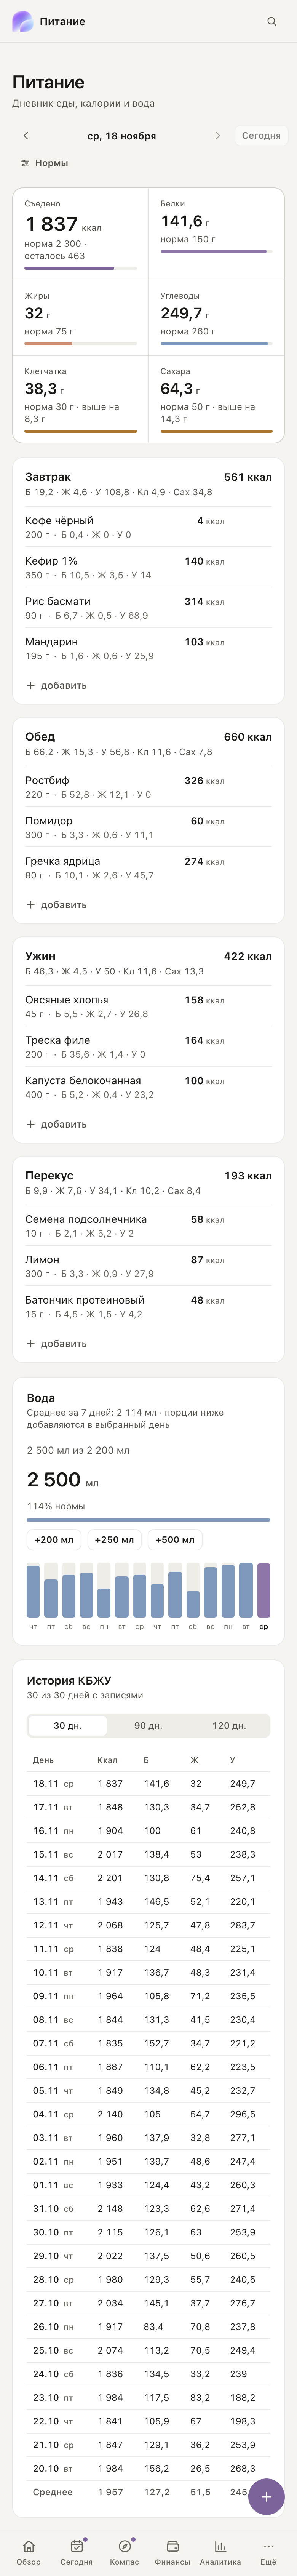 Питание
Питание
Дневник еды, калории и вода
ср, 18 ноября
Сегодня
Нормы
Съедено
1 837 ккал
норма 2 300 ·
осталось 463
Белки
141,6 г
норма 150 г
Жиры
32 г
норма 75 г
Углеводы
249,7 г
норма 260 г
Клетчатка
38,3 г
норма 30 г · выше на
8,3 г
Сахара
64,3 г
норма 50 г · выше на
14,3 г
Завтрак 561 ккал
Б 19,2 · Ж 4,6 · У 108,8 · Кл 4,9 · Сах 34,8
Кофе чёрный 4 ккал
200 г · Б 0,4 · Ж 0 · У 0
Кефир 1% 140 ккал
350 г · Б 10,5 · Ж 3,5 · У 14
Рис басмати 314 ккал
90 г · Б 6,7 · Ж 0,5 · У 68,9
Мандарин 103 ккал
195 г · Б 1,6 · Ж 0,6 · У 25,9
+ добавить
Обед 660 ккал
Б 66,2 · Ж 15,3 · У 56,8 · Кл 11,6 · Сах 7,8
Ростбиф 326 ккал
220 г · Б 52,8 · Ж 12,1 · У 0
Помидор 60 ккал
300 г · Б 3,3 · Ж 0,6 · У 11,1
Гречка ядрица 274 ккал
80 г · Б 10,1 · Ж 2,6 · У 45,7
+ добавить
Ужин 422 ккал
Б 46,3 · Ж 4,5 · У 50 · Кл 11,6 · Сах 13,3
Овсяные хлопья 158 ккал
45 г · Б 5,5 · Ж 2,7 · У 26,8
Треска филе 164 ккал
200 г · Б 35,6 · Ж 1,4 · У 0
Капуста белокочанная 100 ккал
400 г · Б 5,2 · Ж 0,4 · У 23,2
+ добавить
Перекус 193 ккал
Б 9,9 · Ж 7,6 · У 34,1 · Кл 10,2 · Сах 8,4
Семена подсолнечника 58 ккал
10 г · Б 2,1 · Ж 5,2 · У 2
Лимон 87 ккал
300 г · Б 3,3 · Ж 0,9 · У 27,9
Батончик протеиновый 48 ккал
15 г · Б 4,5 · Ж 1,5 · У 4,2
+ добавить
Вода
Среднее за 7 дней: 2 114 мл · порции ниже
добавляются в выбранный день
2 500 мл из 2 200 мл
2 500 мл
114% нормы
+200 мл +250 мл +500 мл
чт пт сб вс пн вт ср чт пт сб вс пн вт ср
История КБЖУ
30 из 30 дней с записями
30 дн. 90 дн. 120 дн.
День Ккал Б Ж У
18.11 ср 1 837 141,6 32 249,7
17.11 вт 1 848 130,3 34,7 252,8
16.11 пн 1 904 100 61 240,8
15.11 вс 2 017 138,4 53 238,3
14.11 сб 2 201 130,8 75,4 257,1
13.11 пт 1 943 146,5 52,1 220,1
12.11 чт 2 068 125,7 47,8 283,7
11.11 ср 1 838 124 48,4 225,1
10.11 вт 1 917 136,7 48,3 231,4
09.11 пн 1 964 105,8 71,2 235,5
08.11 вс 1 844 131,3 41,5 230,4
07.11 сб 1 835 152,7 34,7 221,2
06.11 пт 1 887 110,1 62,2 223,5
05.11 чт 1 849 134,8 45,2 232,7
04.11 ср 2 140 105 54,7 296,5
03.11 вт 1 960 137,9 32,8 277,1
02.11 пн 1 951 139,7 48,6 247,4
01.11 вс 1 933 124,4 43,2 260,3
31.10 сб 2 148 123,3 62,6 271,4
30.10 пт 2 115 126,1 63 253,9
29.10 чт 2 022 137,5 50,6 260,5
28.10 ср 1 980 129,3 55,7 240,5
27.10 вт 2 034 145,1 37,7 276,7
26.10 пн 1 917 83,4 70,8 237,8
25.10 вс 2 074 113,2 70,5 249,4
24.10 сб 1 836 134,5 33,2 239
23.10 пт 1 984 117,5 83,2 188,2
22.10 чт 1 841 105,9 67 198,3
21.10 ср 1 847 129,1 36,2 253,9
20.10 вт 1 984 156,2 26,5 268,3
Среднее 1 957 127,2 51,5 245
Обзор Сегодня Компас Финансы Аналитика Ещё